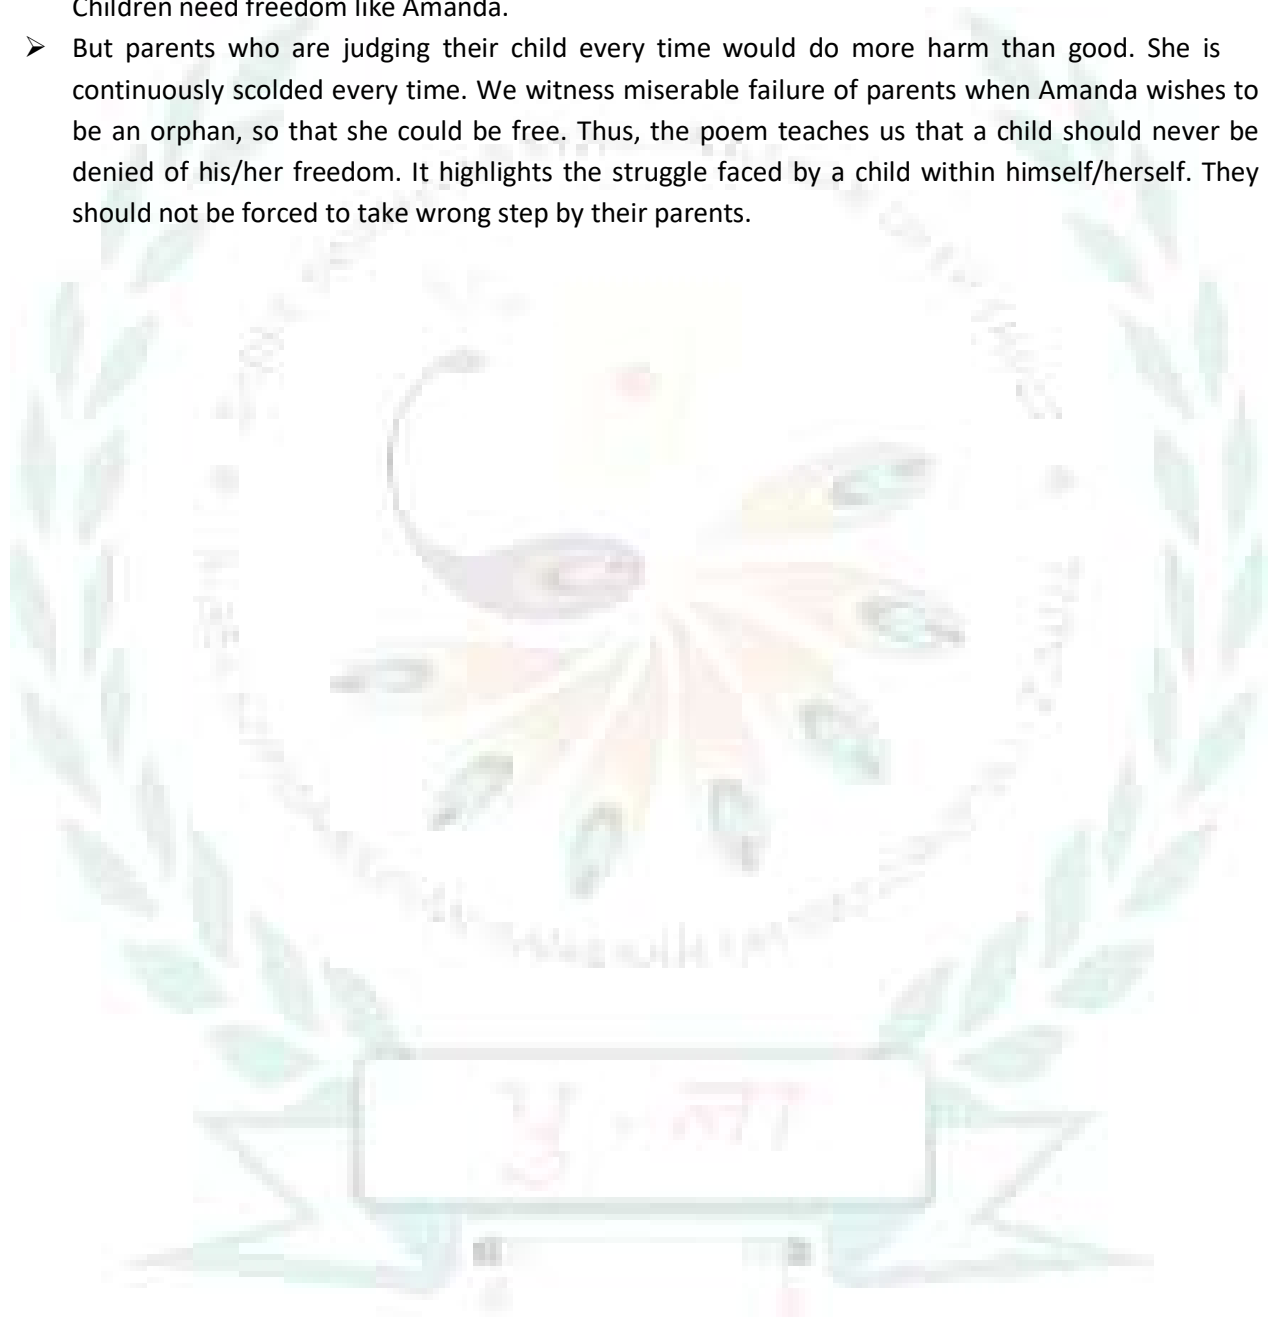 Children need freedom like Amanda.
➢ But parents who are judging their child every time would do more harm than good. She is
continuously scolded every time. We witness miserable failure of parents when Amanda wishes to
be an orphan, so that she could be free. Thus, the poem teaches us that a child should never be
denied of his/her freedom. It highlights the struggle faced by a child within himself/herself. They
should not be forced to take wrong step by their parents.